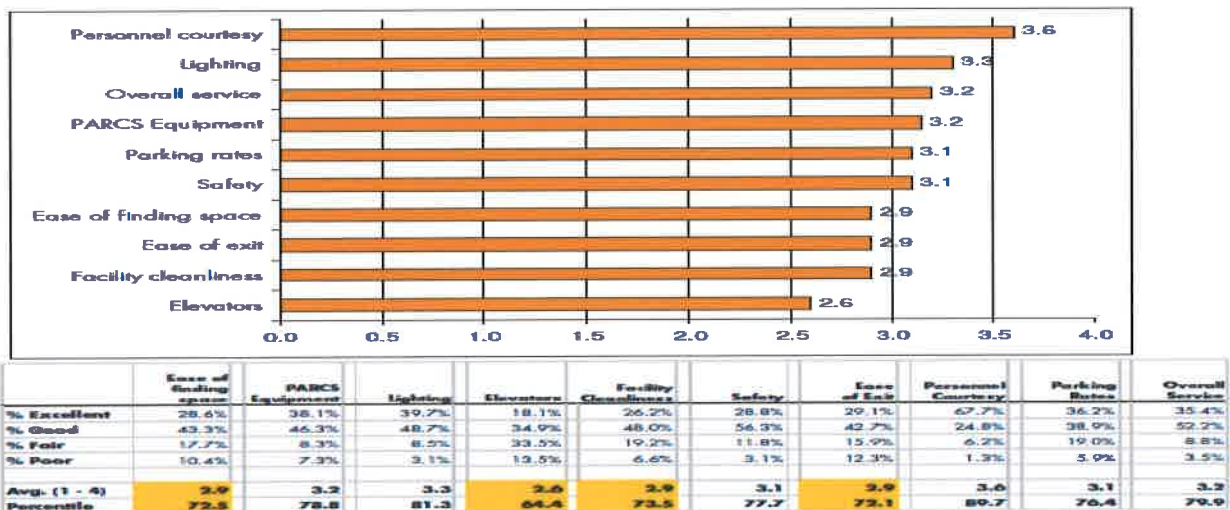 Personnel courtesy 3.6
Lighting 3.3
Overall service 3.2
PARCS Equipment 3.2
Parking rates 3.1
Safety 3.1
Ease of finding space 2.9
Ease of exit 2.9
Facility cleanliness 2.9
Elevators 2.6
0.0 0.5 1.0 1.5 2.0 2.5 3.0 3.5 4.0
Ease of finding space PARCS Equipment Lighting Elevators Facility Cleanliness Safety Ease of Exit Personnel Courtesy Parking Rates Overall Service
% Excellent 28.6% 38.1% 39.7% 18.1% 26.2% 28.8% 29.1% 67.7% 36.2% 35.4%
% Good 43.3% 46.3% 48.7% 34.9% 48.0% 56.3% 42.7% 24.8% 38.9% 52.2%
% Fair 17.7% 8.3% 8.5% 33.5% 19.2% 11.8% 15.9% 6.2% 19.0% 8.8%
% Poor 10.4% 7.3% 3.1% 13.5% 6.6% 3.1% 12.3% 1.3% 5.9% 3.5%
Avg. (1 - 4) 2.9 3.2 3.3 2.6 2.9 3.1 2.9 3.6 3.1 3.2
Percentile 72.5 78.8 81.3 64.4 73.5 77.7 72.1 89.7 76.4 79.9